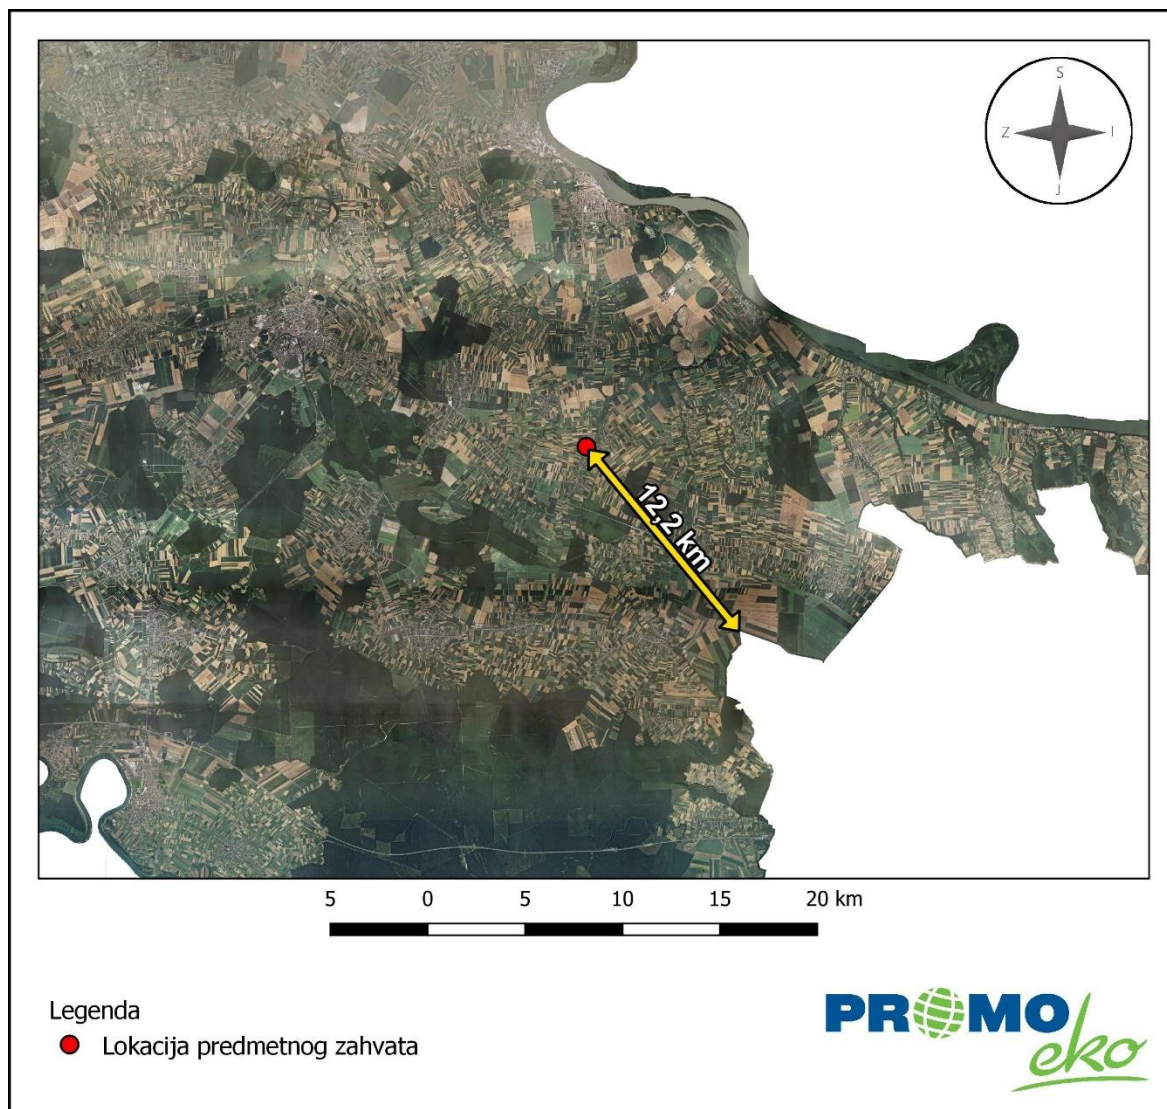 S
Z I
J
12,2 km
5 0 5 10 15 20 km
Legenda
Lokacija predmetnog zahvata
PROMO
eko